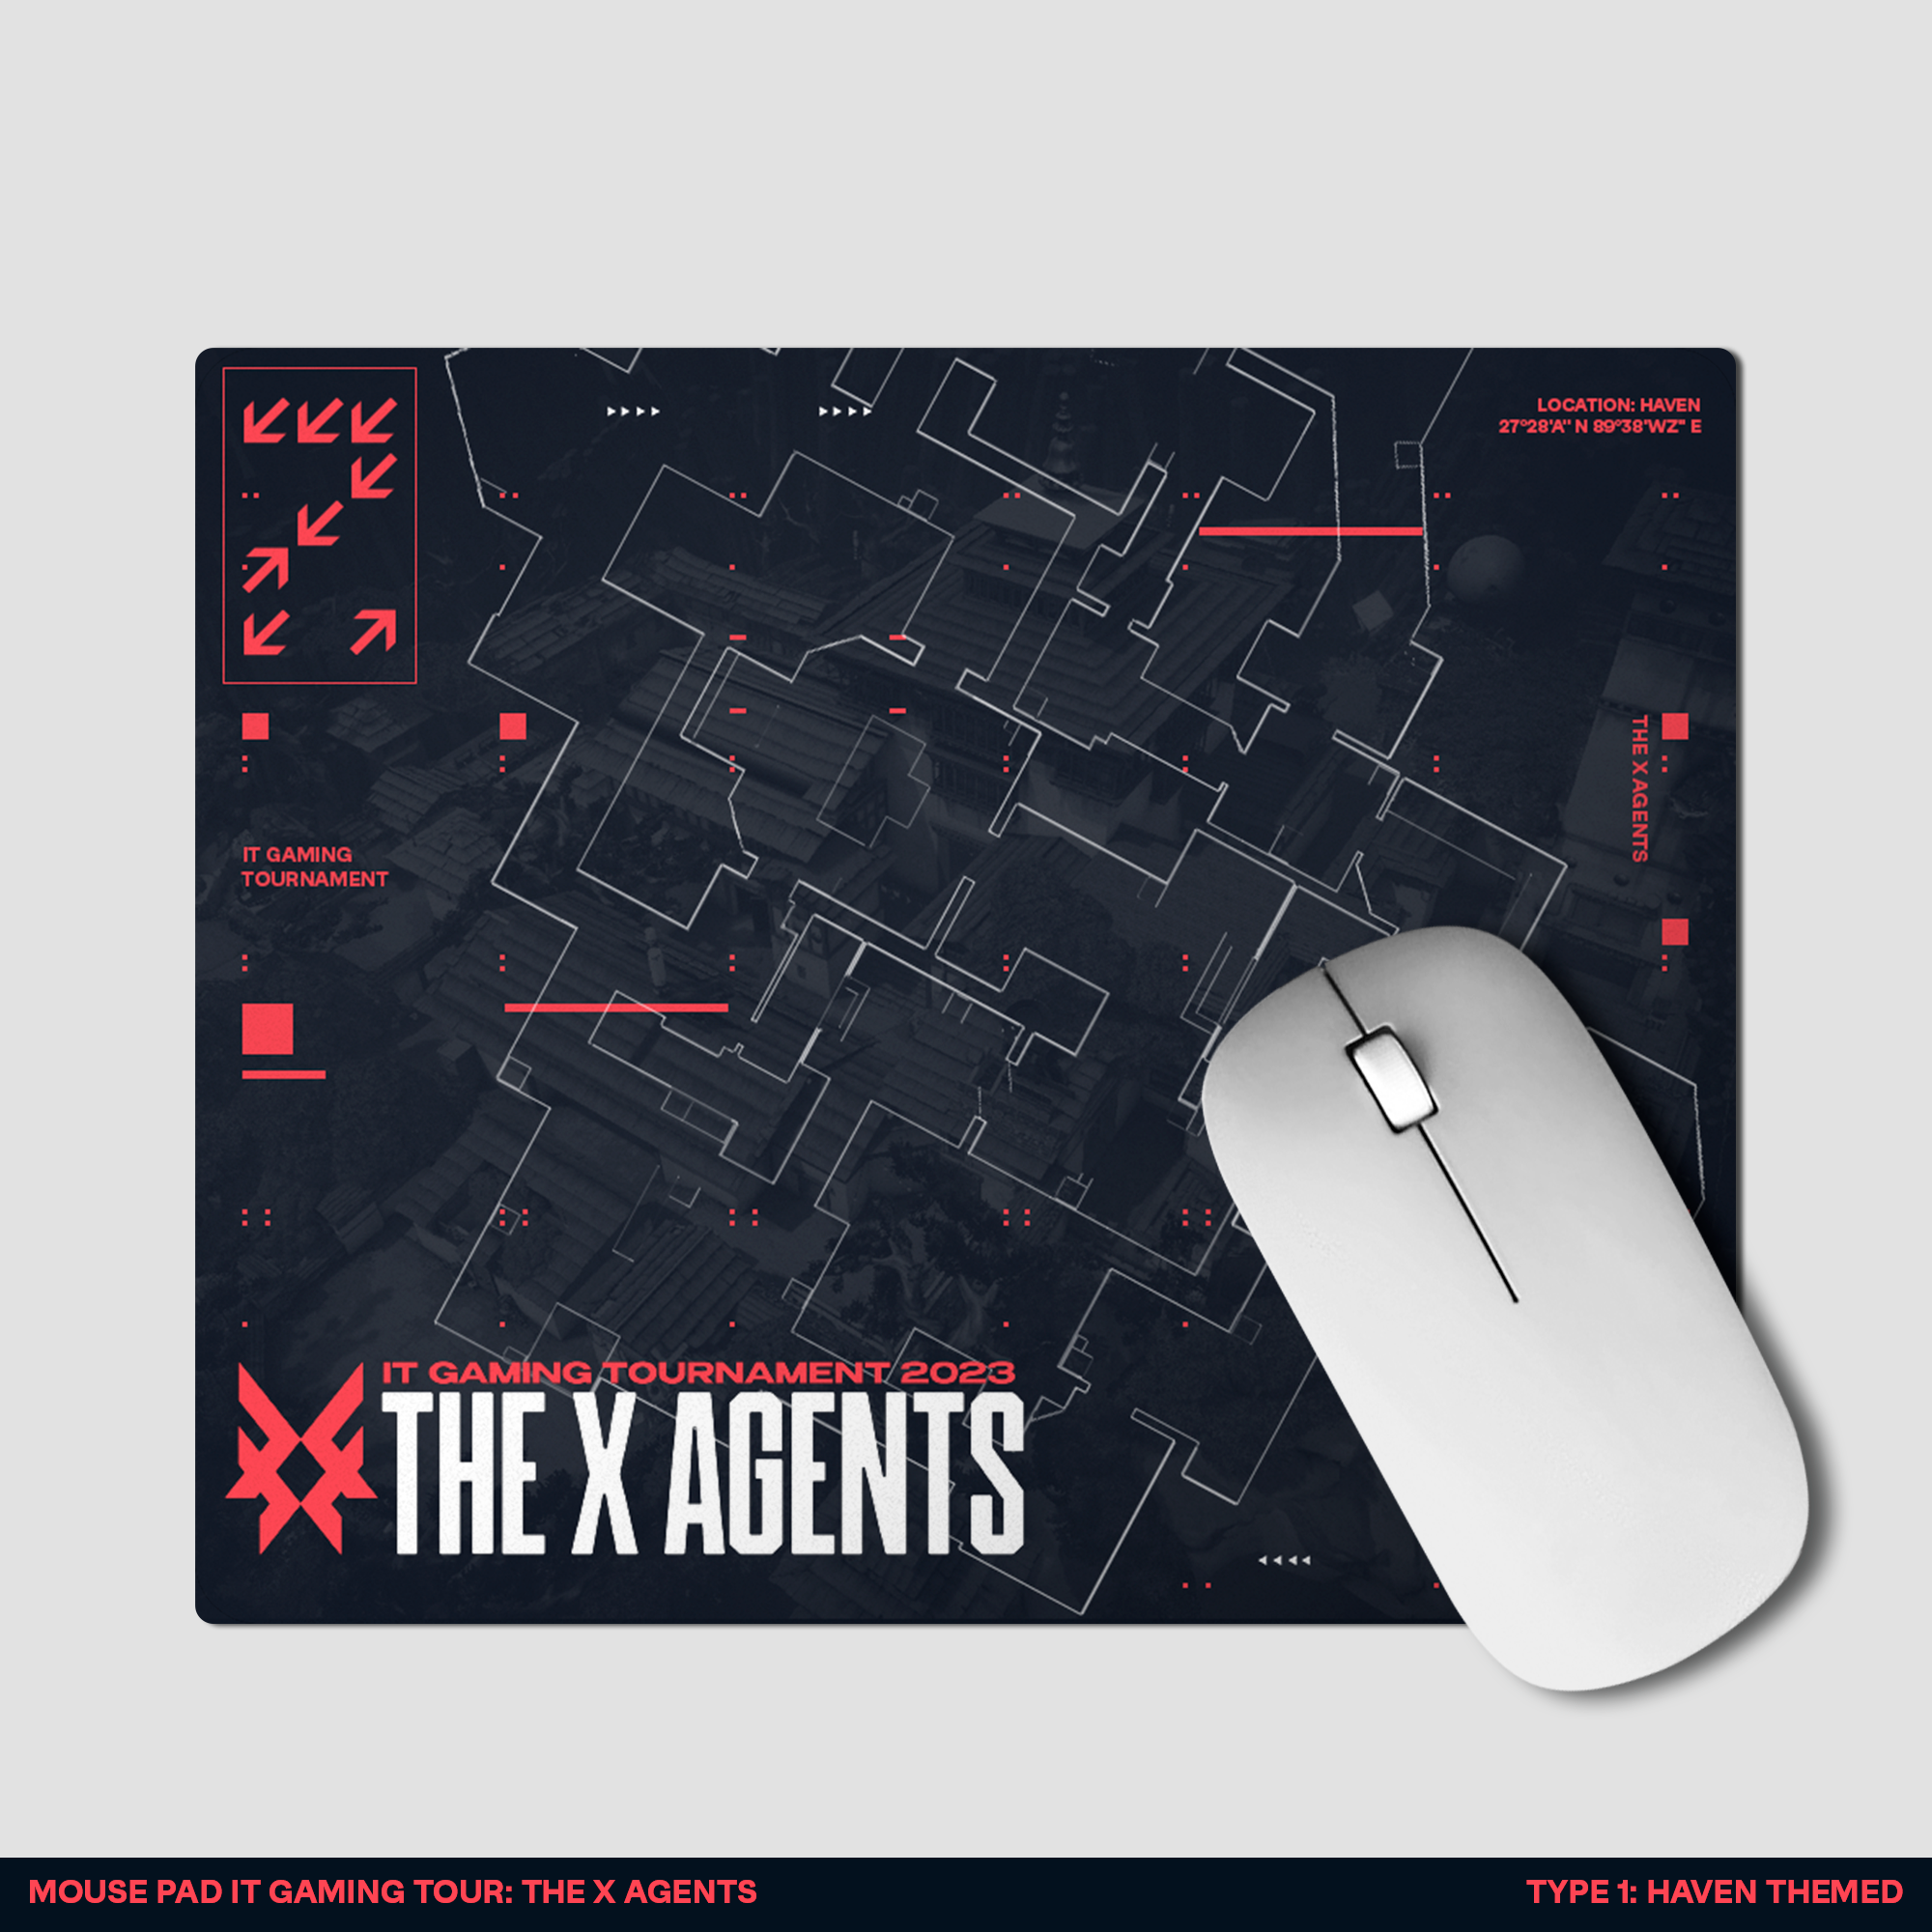 LOCATION: HAVEN
27°28'A" N 89°38'WZ" E
THE X AGENTS
IT GAMING
TOURNAMENT
IT GAMING TOURNAMENT 2023
THE X AGENTS
MOUSE PAD IT GAMING TOUR: THE X AGENTS
TYPE 1: HAVEN THEMED